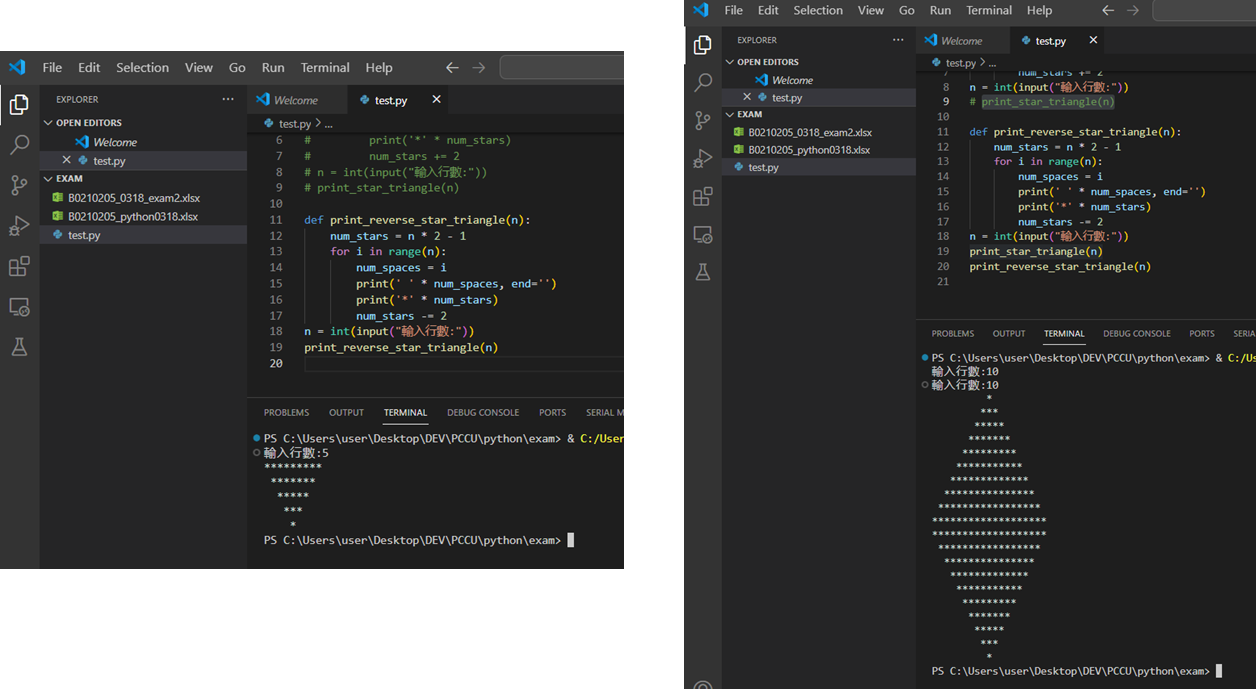 File Edit Selection View Go Run Terminal Help
EXPLORER ...
OPEN EDITORS
Welcome
test.py
EXAM
B0210205_0318_exam2.xlsx
B0210205_python0318.xlsx
test.py
Welcome test.py
test.py > ...
6 #         print('*' * num_stars)
7 #         num_stars += 2
8 # n = int(input("輸入行數:"))
9 # print_star_triangle(n)
10
11 def print_reverse_star_triangle(n):
12     num_stars = n * 2 - 1
13     for i in range(n):
14         num_spaces = i
15         print(' ' * num_spaces, end='')
16         print('*' * num_stars)
17         num_stars -= 2
18 n = int(input("輸入行數:"))
19 print_reverse_star_triangle(n)
20
PROBLEMS OUTPUT TERMINAL DEBUG CONSOLE PORTS SERIAL M
PS C:\Users\user\Desktop\DEV\PCCU\python\exam> & C:/User
輸入行數:5
*********
 *******
  *****
   ***
    *
PS C:\Users\user\Desktop\DEV\PCCU\python\exam>
File Edit Selection View Go Run Terminal Help
EXPLORER ...
OPEN EDITORS
Welcome
test.py
EXAM
B0210205_0318_exam2.xlsx
B0210205_python0318.xlsx
test.py
Welcome test.py
test.py > ...
7         num_stars += 2
8 n = int(input("輸入行數:"))
9 # print_star_triangle(n)
10
11 def print_reverse_star_triangle(n):
12     num_stars = n * 2 - 1
13     for i in range(n):
14         num_spaces = i
15         print(' ' * num_spaces, end='')
16         print('*' * num_stars)
17         num_stars -= 2
18 n = int(input("輸入行數:"))
19 print_star_triangle(n)
20 print_reverse_star_triangle(n)
21
PROBLEMS OUTPUT TERMINAL DEBUG CONSOLE PORTS SERIA
PS C:\Users\user\Desktop\DEV\PCCU\python\exam> & C:/Us
輸入行數:10
輸入行數:10
         *
        ***
       *****
      *******
     *********
    ***********
   *************
  ***************
 *****************
*******************
*******************
 *****************
  ***************
   *************
    ***********
     *********
      *******
       *****
        ***
         *
PS C:\Users\user\Desktop\DEV\PCCU\python\exam>